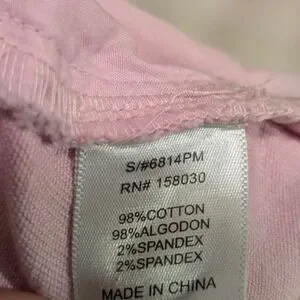 S/#6814PM
RN# 158030
98%COTTON
98%ALGODON
2%SPANDEX
2%SPANDEX
MADE IN CHINA